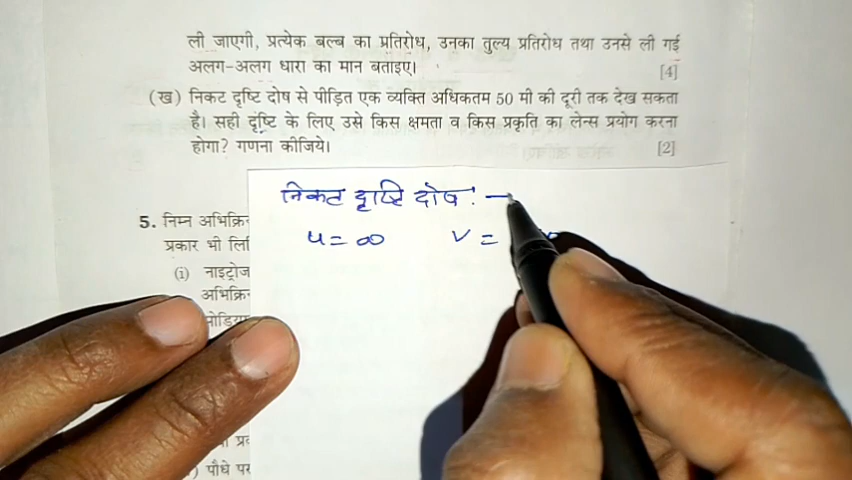 ली जाएगी, प्रत्येक बल्ब का प्रतिरोध, उनका तुल्य प्रतिरोध तथा उनसे ली गई
अलग-अलग धारा का मान बताइए। [4]
(ख) निकट दृष्टि दोष से पीड़ित एक व्यक्ति अधिकतम 50 मी की दूरी तक देख सकता
है। सही दृष्टि के लिए उसे किस क्षमता व किस प्रकृति का लेन्स प्रयोग करना
होगा? गणना कीजिये। [2]
निकट दृष्टि दोष :-
u = ∞ v =
5. निम्न अभिक्रि
प्रकार भी लि
(i) नाइट्रोज
अभिक्रि
पौधे पर